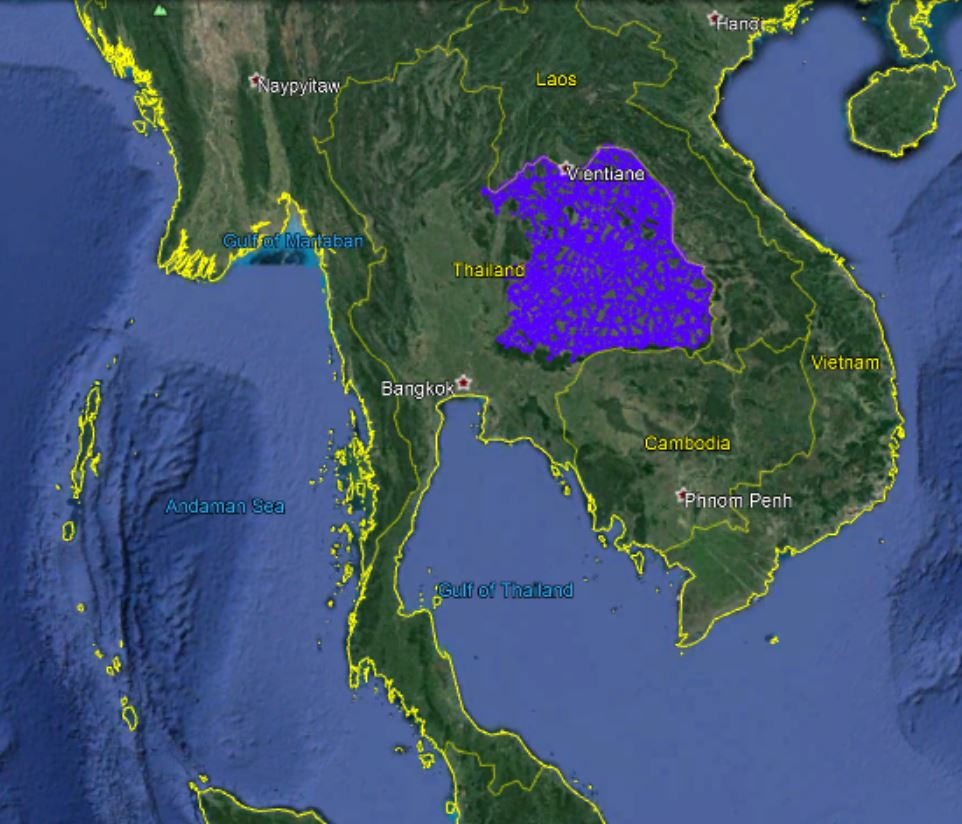 Hanoi
Laos
Naypyitaw
Vientiane
Gulf of Martaban
Thailand
Vietnam
Bangkok
Cambodia
Phnom Penh
Andaman Sea
Gulf of Thailand